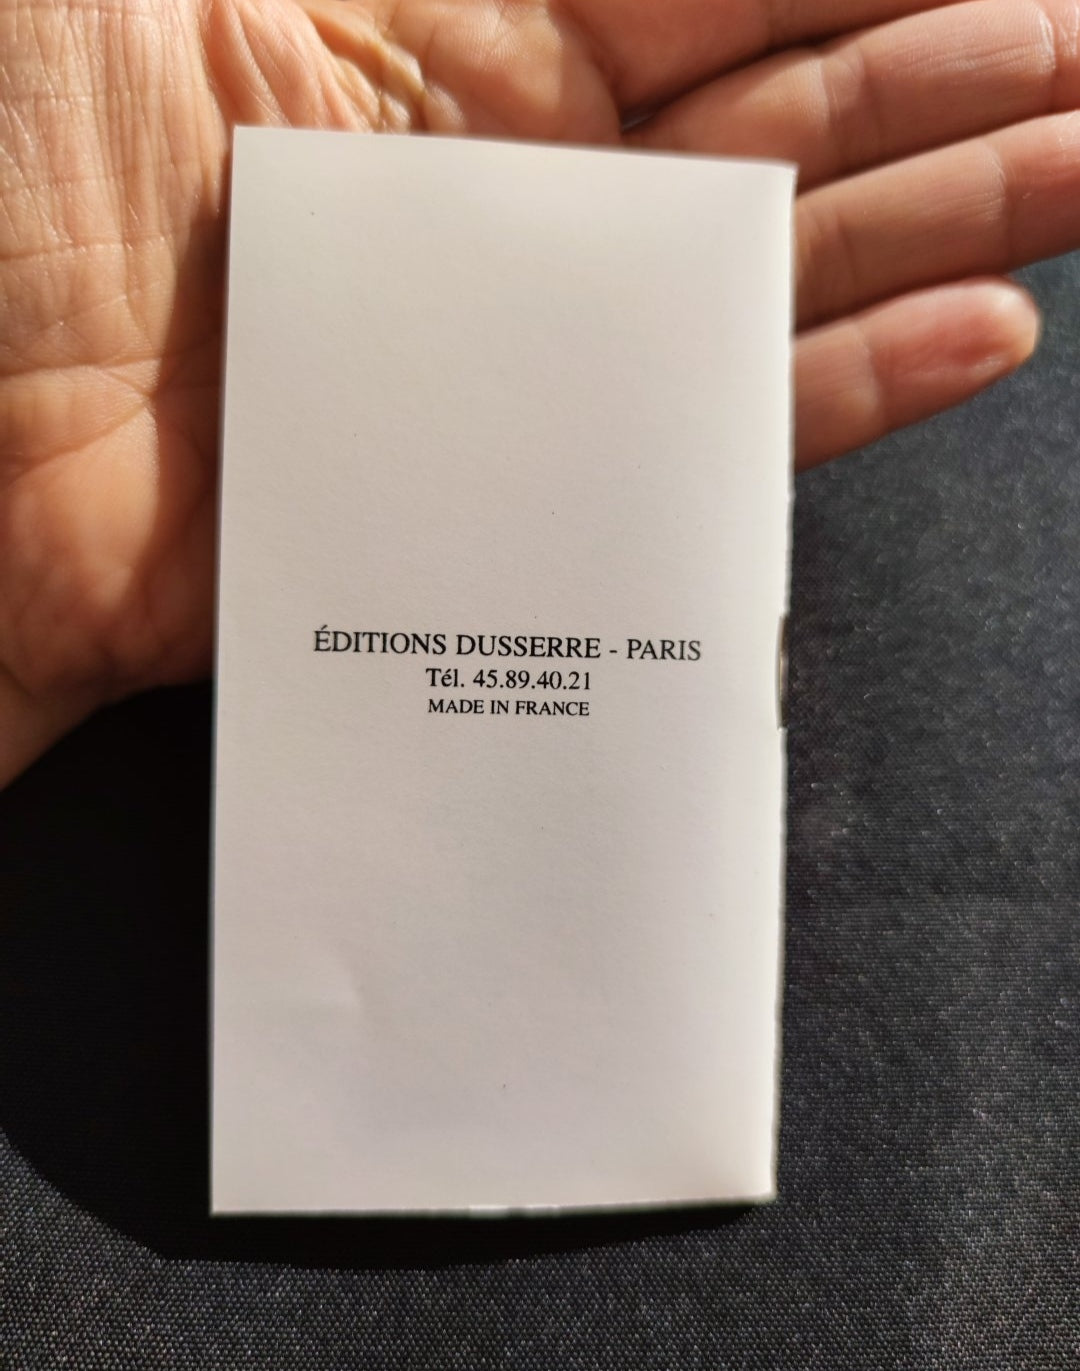 ÉDITIONS DUSSERRE - PARIS
Tél. 45.89.40.21
MADE IN FRANCE